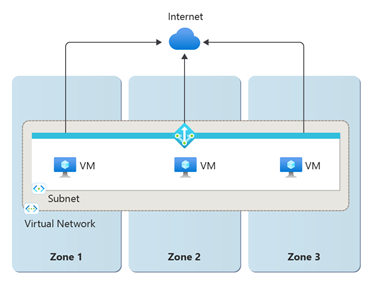 Internet
VM
VM
VM
Subnet
Virtual Network
Zone 1
Zone 2
Zone 3